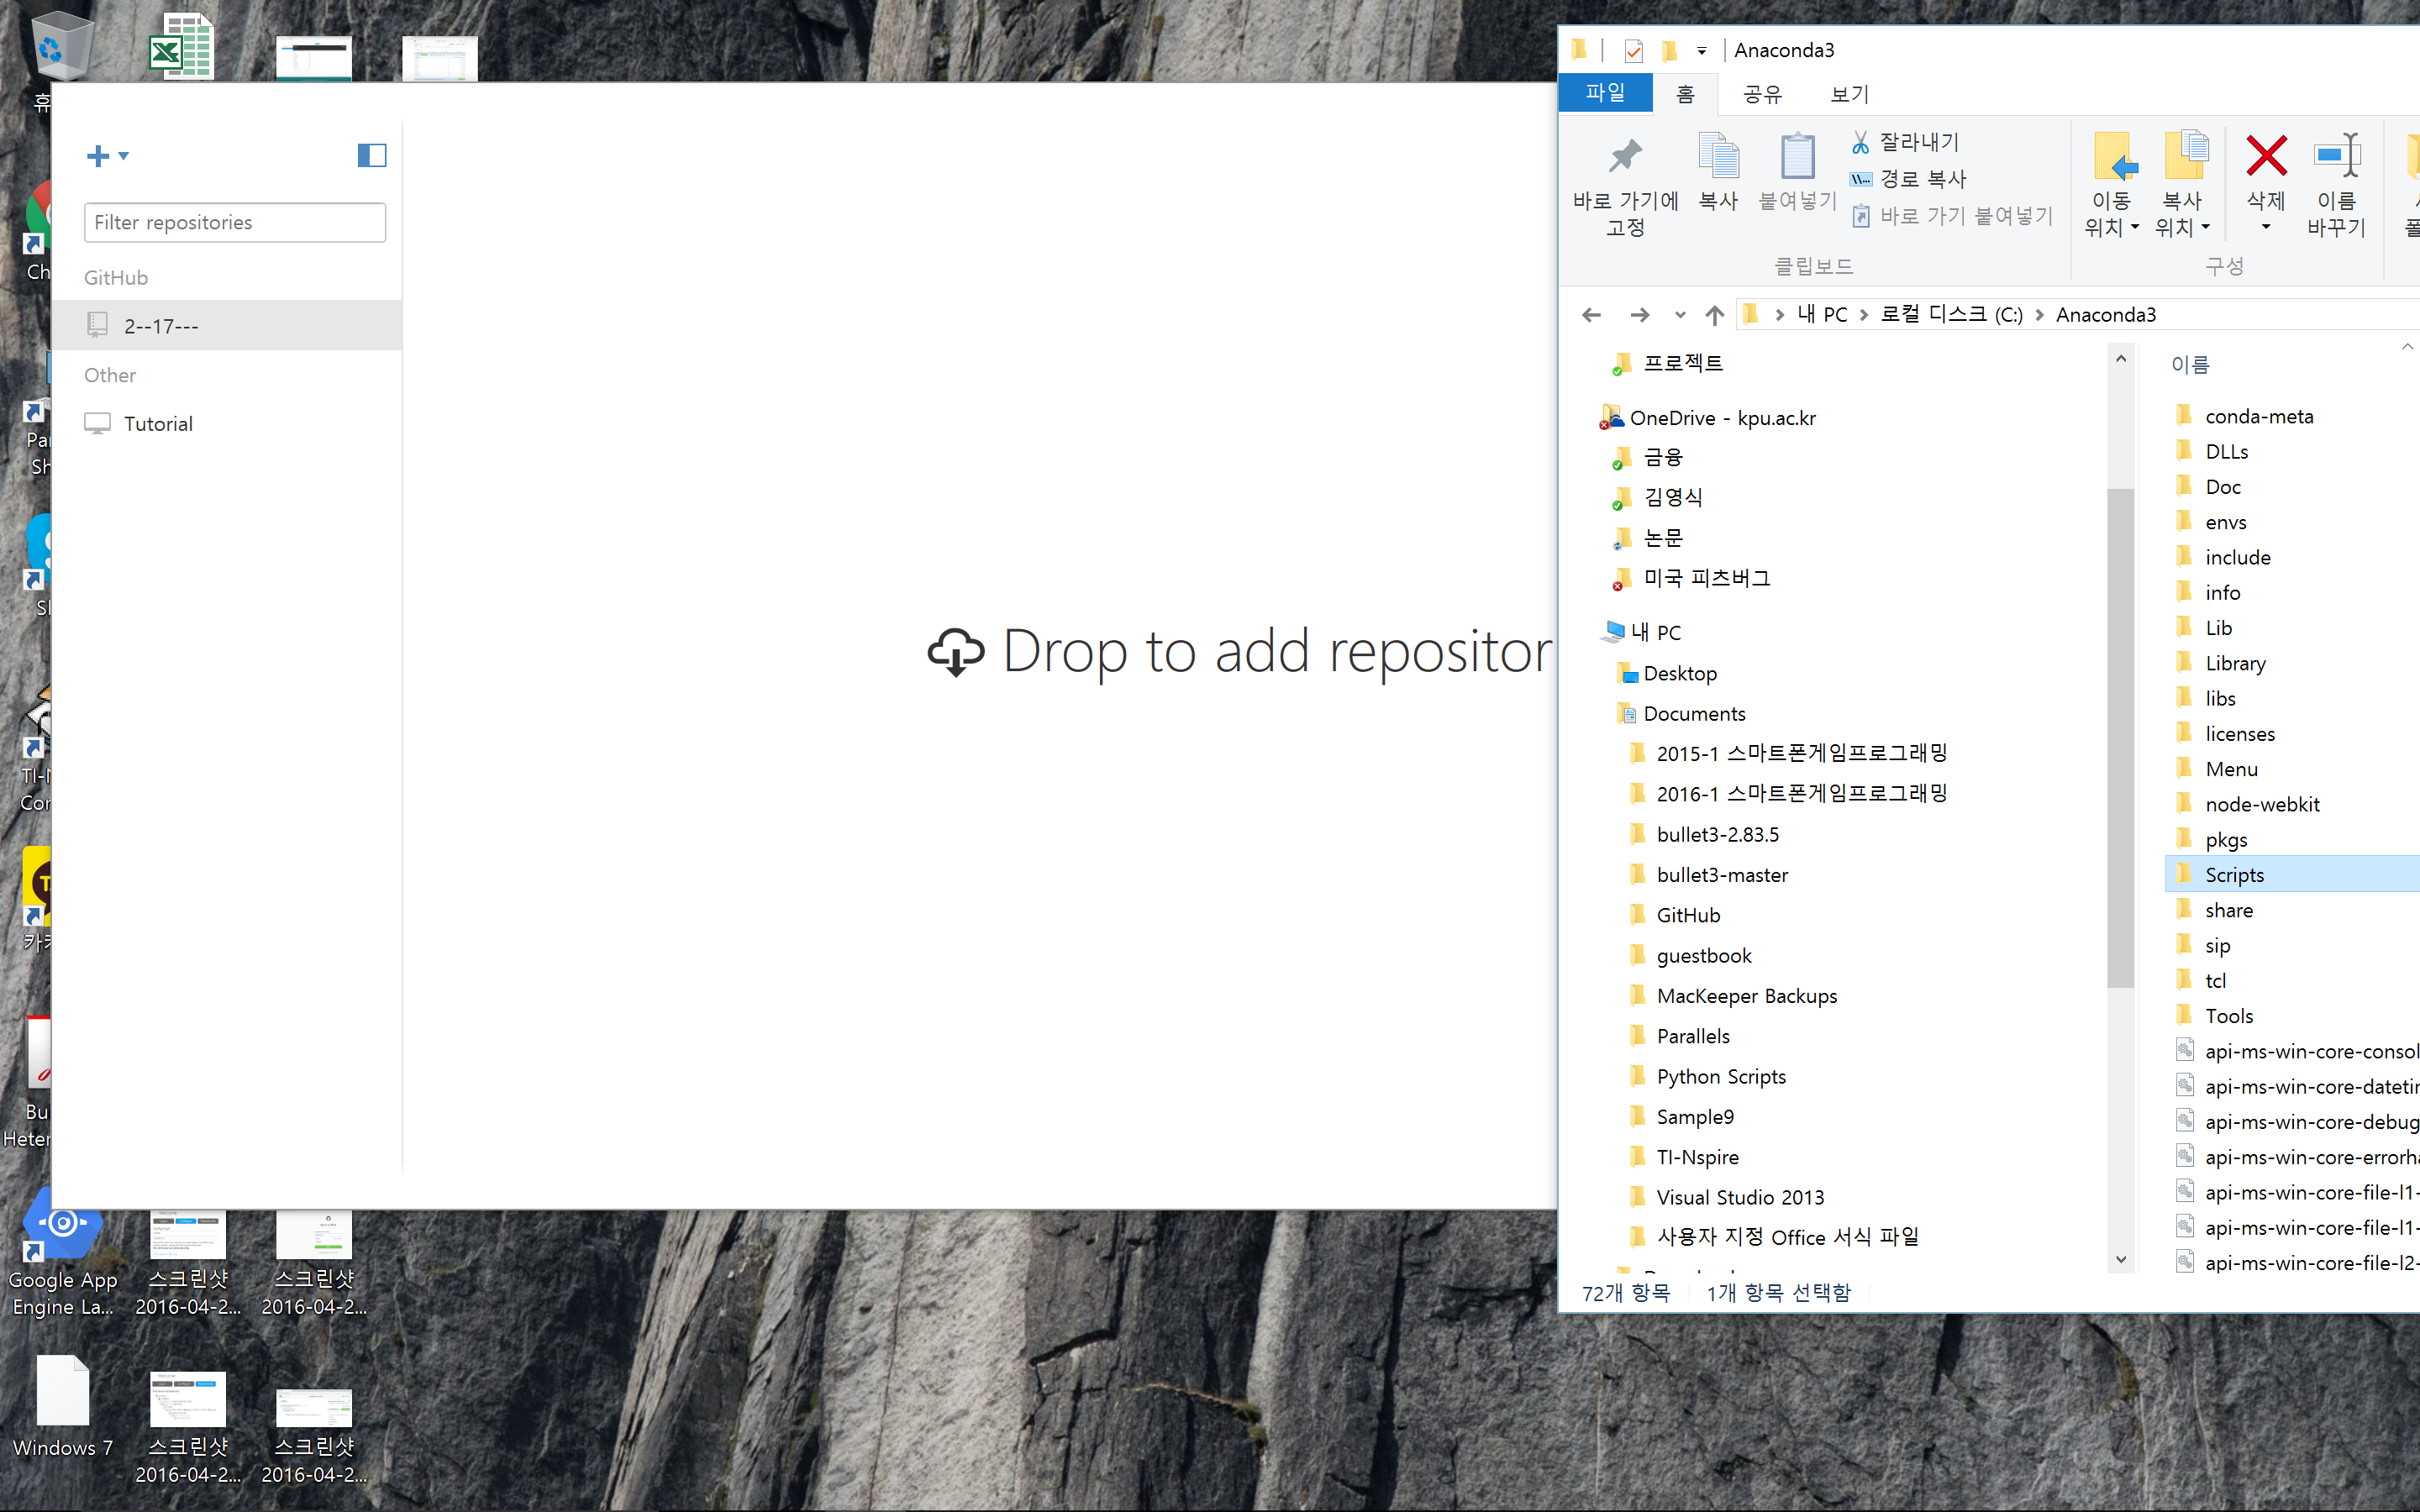 Filter repositories
GitHub
2--17---
Other
Tutorial
Drop to add repositor
Google App
Engine La...
스크린샷
2016-04-2...
스크린샷
2016-04-2...
Windows 7
스크린샷
2016-04-2...
스크린샷
2016-04-2...
Anaconda3
파일
홈
공유
보기
바로 가기에
고정
복사
붙여넣기
잘라내기
경로 복사
바로 가기 붙여넣기
클립보드
이동
위치
복사
위치
삭제
이름
바꾸기
구성
내 PC
로컬 디스크 (C:)
Anaconda3
프로젝트
OneDrive - kpu.ac.kr
금융
김영식
논문
미국 피츠버그
내 PC
Desktop
Documents
2015-1 스마트폰게임프로그래밍
2016-1 스마트폰게임프로그래밍
bullet3-2.83.5
bullet3-master
GitHub
guestbook
MacKeeper Backups
Parallels
Python Scripts
Sample9
TI-Nspire
Visual Studio 2013
사용자 지정 Office 서식 파일
이름
conda-meta
DLLs
Doc
envs
include
info
Lib
Library
libs
licenses
Menu
node-webkit
pkgs
Scripts
share
sip
tcl
Tools
api-ms-win-core-consol
api-ms-win-core-datetir
api-ms-win-core-debug
api-ms-win-core-errorha
api-ms-win-core-file-l1-
api-ms-win-core-file-l1-
api-ms-win-core-file-l2-
72개 항목
1개 항목 선택함